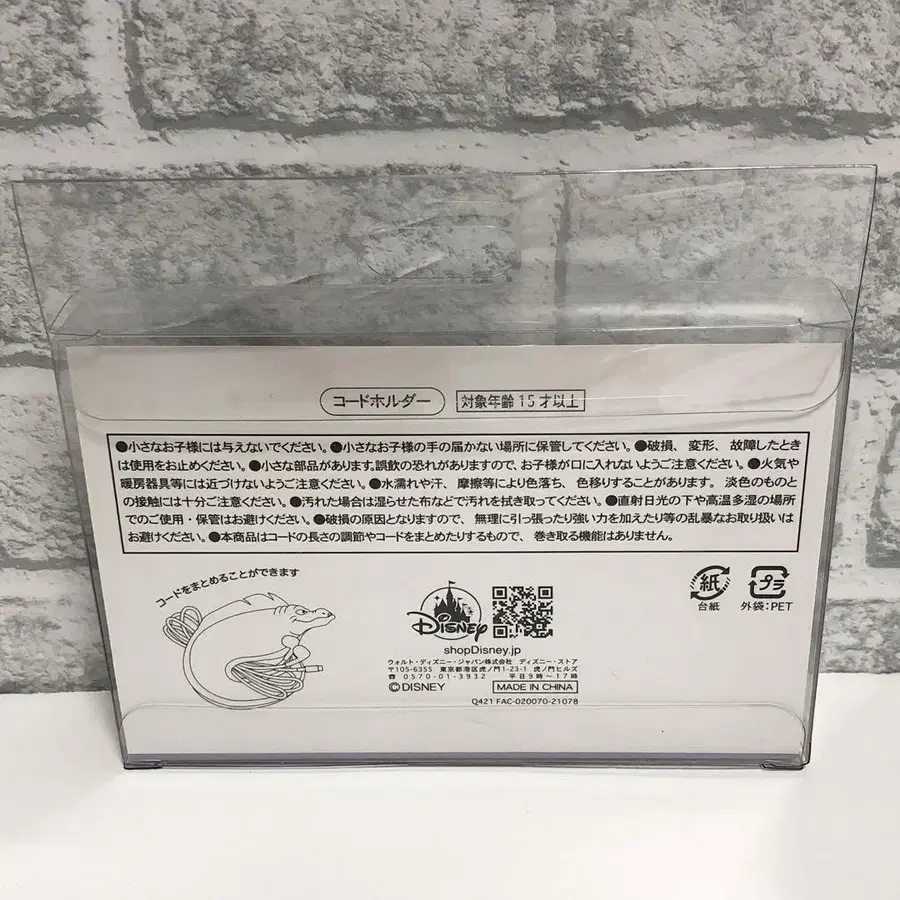 コードホルダー 対象年齢15才以上
●小さなお子様には与えないでください。●小さなお子様の手の届かない場所に保管してください。●破損、変形、故障したとき
は使用をお止めください。●小さな部品があります。誤飲の恐れがありますので、お子様が口に入れないようご注意ください。●火気や
暖房器具等には近づけないようご注意ください。●水濡れや汗、摩擦等により色落ち、色移りすることがあります。淡色のものと
の接触には十分ご注意ください。●汚れた場合は湿らせた布などで汚れを拭き取ってください。●直射日光の下や高温多湿の場所
でのご使用・保管はお避けください。●破損の原因となりますので、無理に引っ張ったり強い力を加えたり等の乱暴なお取り扱いは
お避けください。●本商品はコードの長さの調節やコードをまとめたりするもので、巻き取る機能はありません。
コードをまとめることができます
Disney
shopDisney.jp
ウォルト・ディズニー・ジャパン株式会社 ディズニー・ストア
〒105-6355 東京都港区虎ノ門1-23-1 虎ノ門ヒルズ
☎ 0570-01-3932 平日9時〜17時
©DISNEY MADE IN CHINA
Q421 FAC-020070-21078
紙 プラ
台紙 外袋:PET